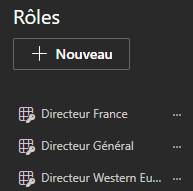 Rôles
Nouveau
Directeur France
Directeur Général
Directeur Western Eu...